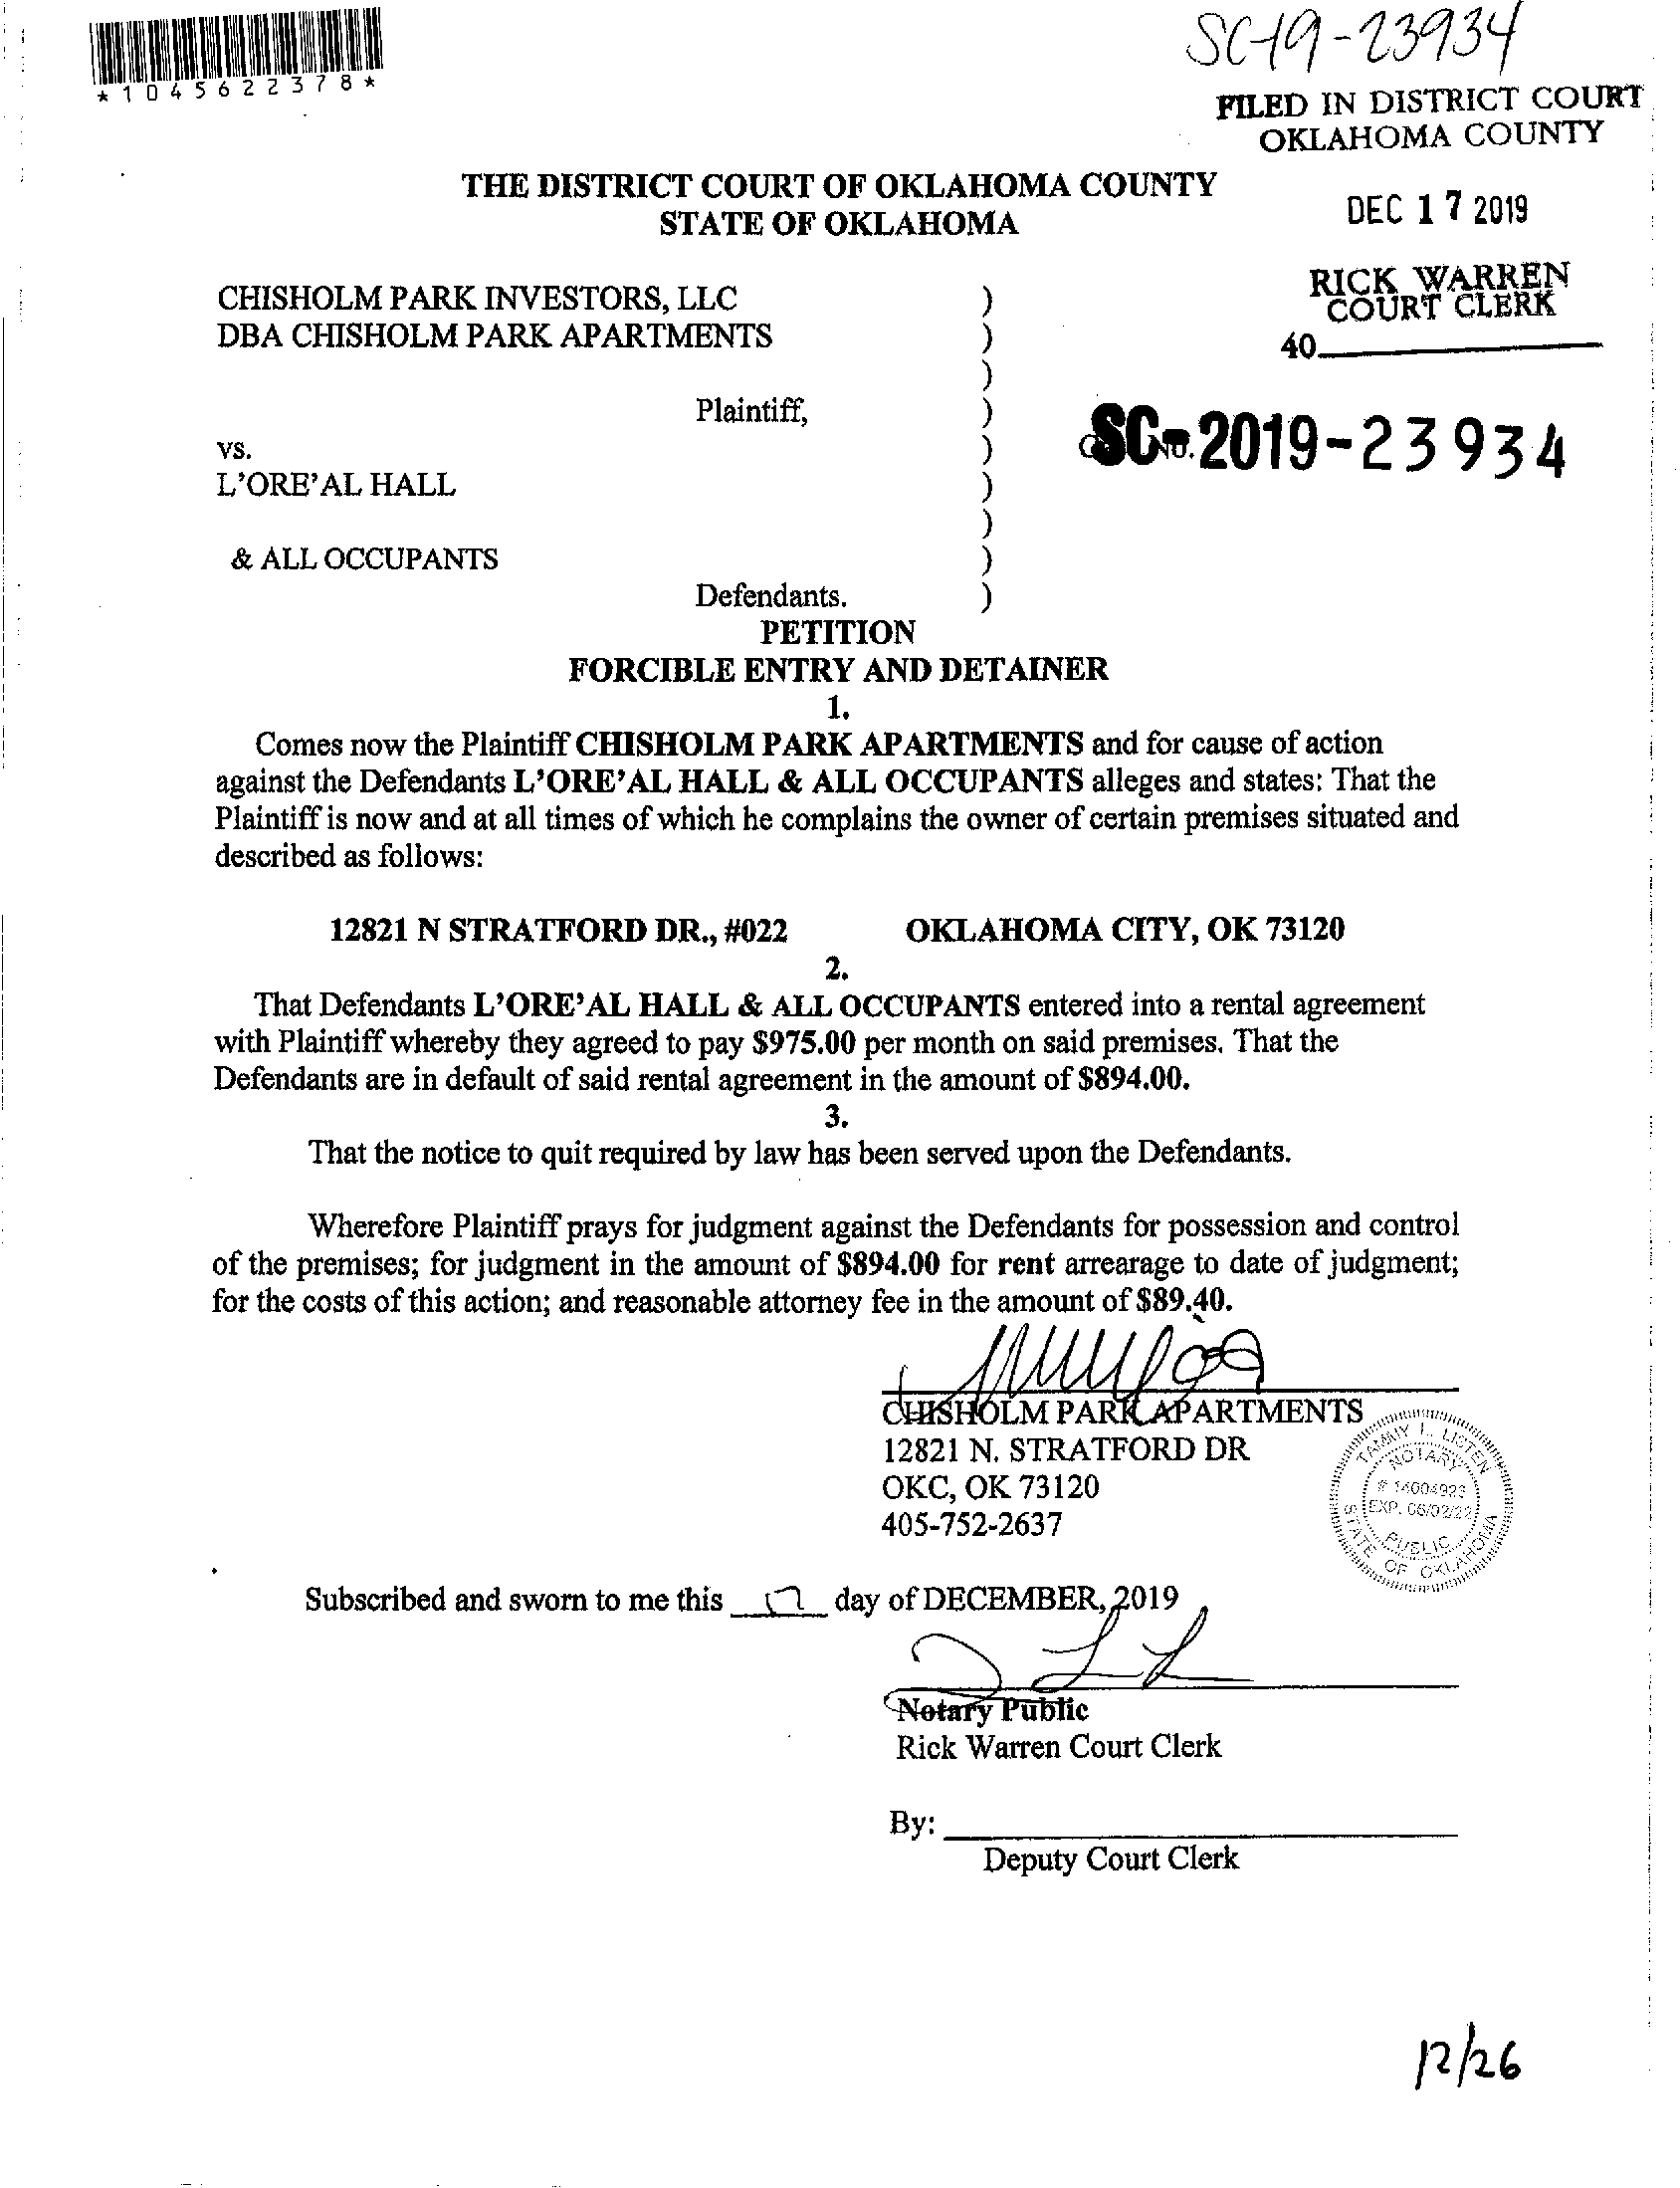 *1045622378*
SC-19-23934
FILED IN DISTRICT COURT
OKLAHOMA COUNTY
THE DISTRICT COURT OF OKLAHOMA COUNTY
STATE OF OKLAHOMA
DEC 17 2019
RICK WARREN
COURT CLERK
40
CHISHOLM PARK INVESTORS, LLC )
DBA CHISHOLM PARK APARTMENTS )
)
Plaintiff, )
vs. )
SC-2019-23934
L'ORE'AL HALL )
)
& ALL OCCUPANTS )
Defendants. )
PETITION
FORCIBLE ENTRY AND DETAINER
1.
Comes now the Plaintiff CHISHOLM PARK APARTMENTS and for cause of action
against the Defendants L'ORE'AL HALL & ALL OCCUPANTS alleges and states: That the
Plaintiff is now and at all times of which he complains the owner of certain premises situated and
described as follows:
12821 N STRATFORD DR., #022 OKLAHOMA CITY, OK 73120
2.
That Defendants L'ORE'AL HALL & ALL OCCUPANTS entered into a rental agreement
with Plaintiff whereby they agreed to pay $975.00 per month on said premises. That the
Defendants are in default of said rental agreement in the amount of $894.00.
3.
That the notice to quit required by law has been served upon the Defendants.
Wherefore Plaintiff prays for judgment against the Defendants for possession and control
of the premises; for judgment in the amount of $894.00 for rent arrearage to date of judgment;
for the costs of this action; and reasonable attorney fee in the amount of $89.40.
CHISHOLM PARK APARTMENTS
12821 N. STRATFORD DR
OKC, OK 73120
405-752-2637
TAMMY L. LISTEN
NOTARY
# 14004923
EXP. 06/02/22
PUBLIC
STATE OF OKLAHOMA
Subscribed and sworn to me this 17 day of DECEMBER, 2019
Notary Public
Rick Warren Court Clerk
By:
Deputy Court Clerk
12/26